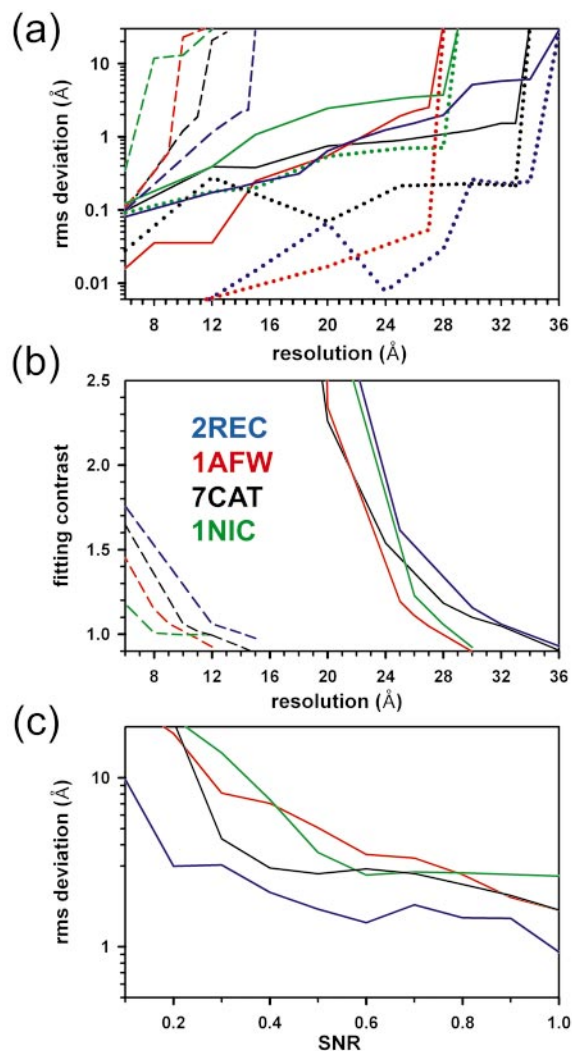 (a)
10
1
0.1
0.01
rms deviation (Å)
8 12 16 20 24 28 32 36
resolution (Å)
(b)
2.5
2.0
1.5
1.0
fitting contrast
2REC
1AFW
7CAT
1NIC
8 12 16 20 24 28 32 36
resolution (Å)
(c)
10
1
rms deviation (Å)
0.2 0.4 0.6 0.8 1.0
SNR